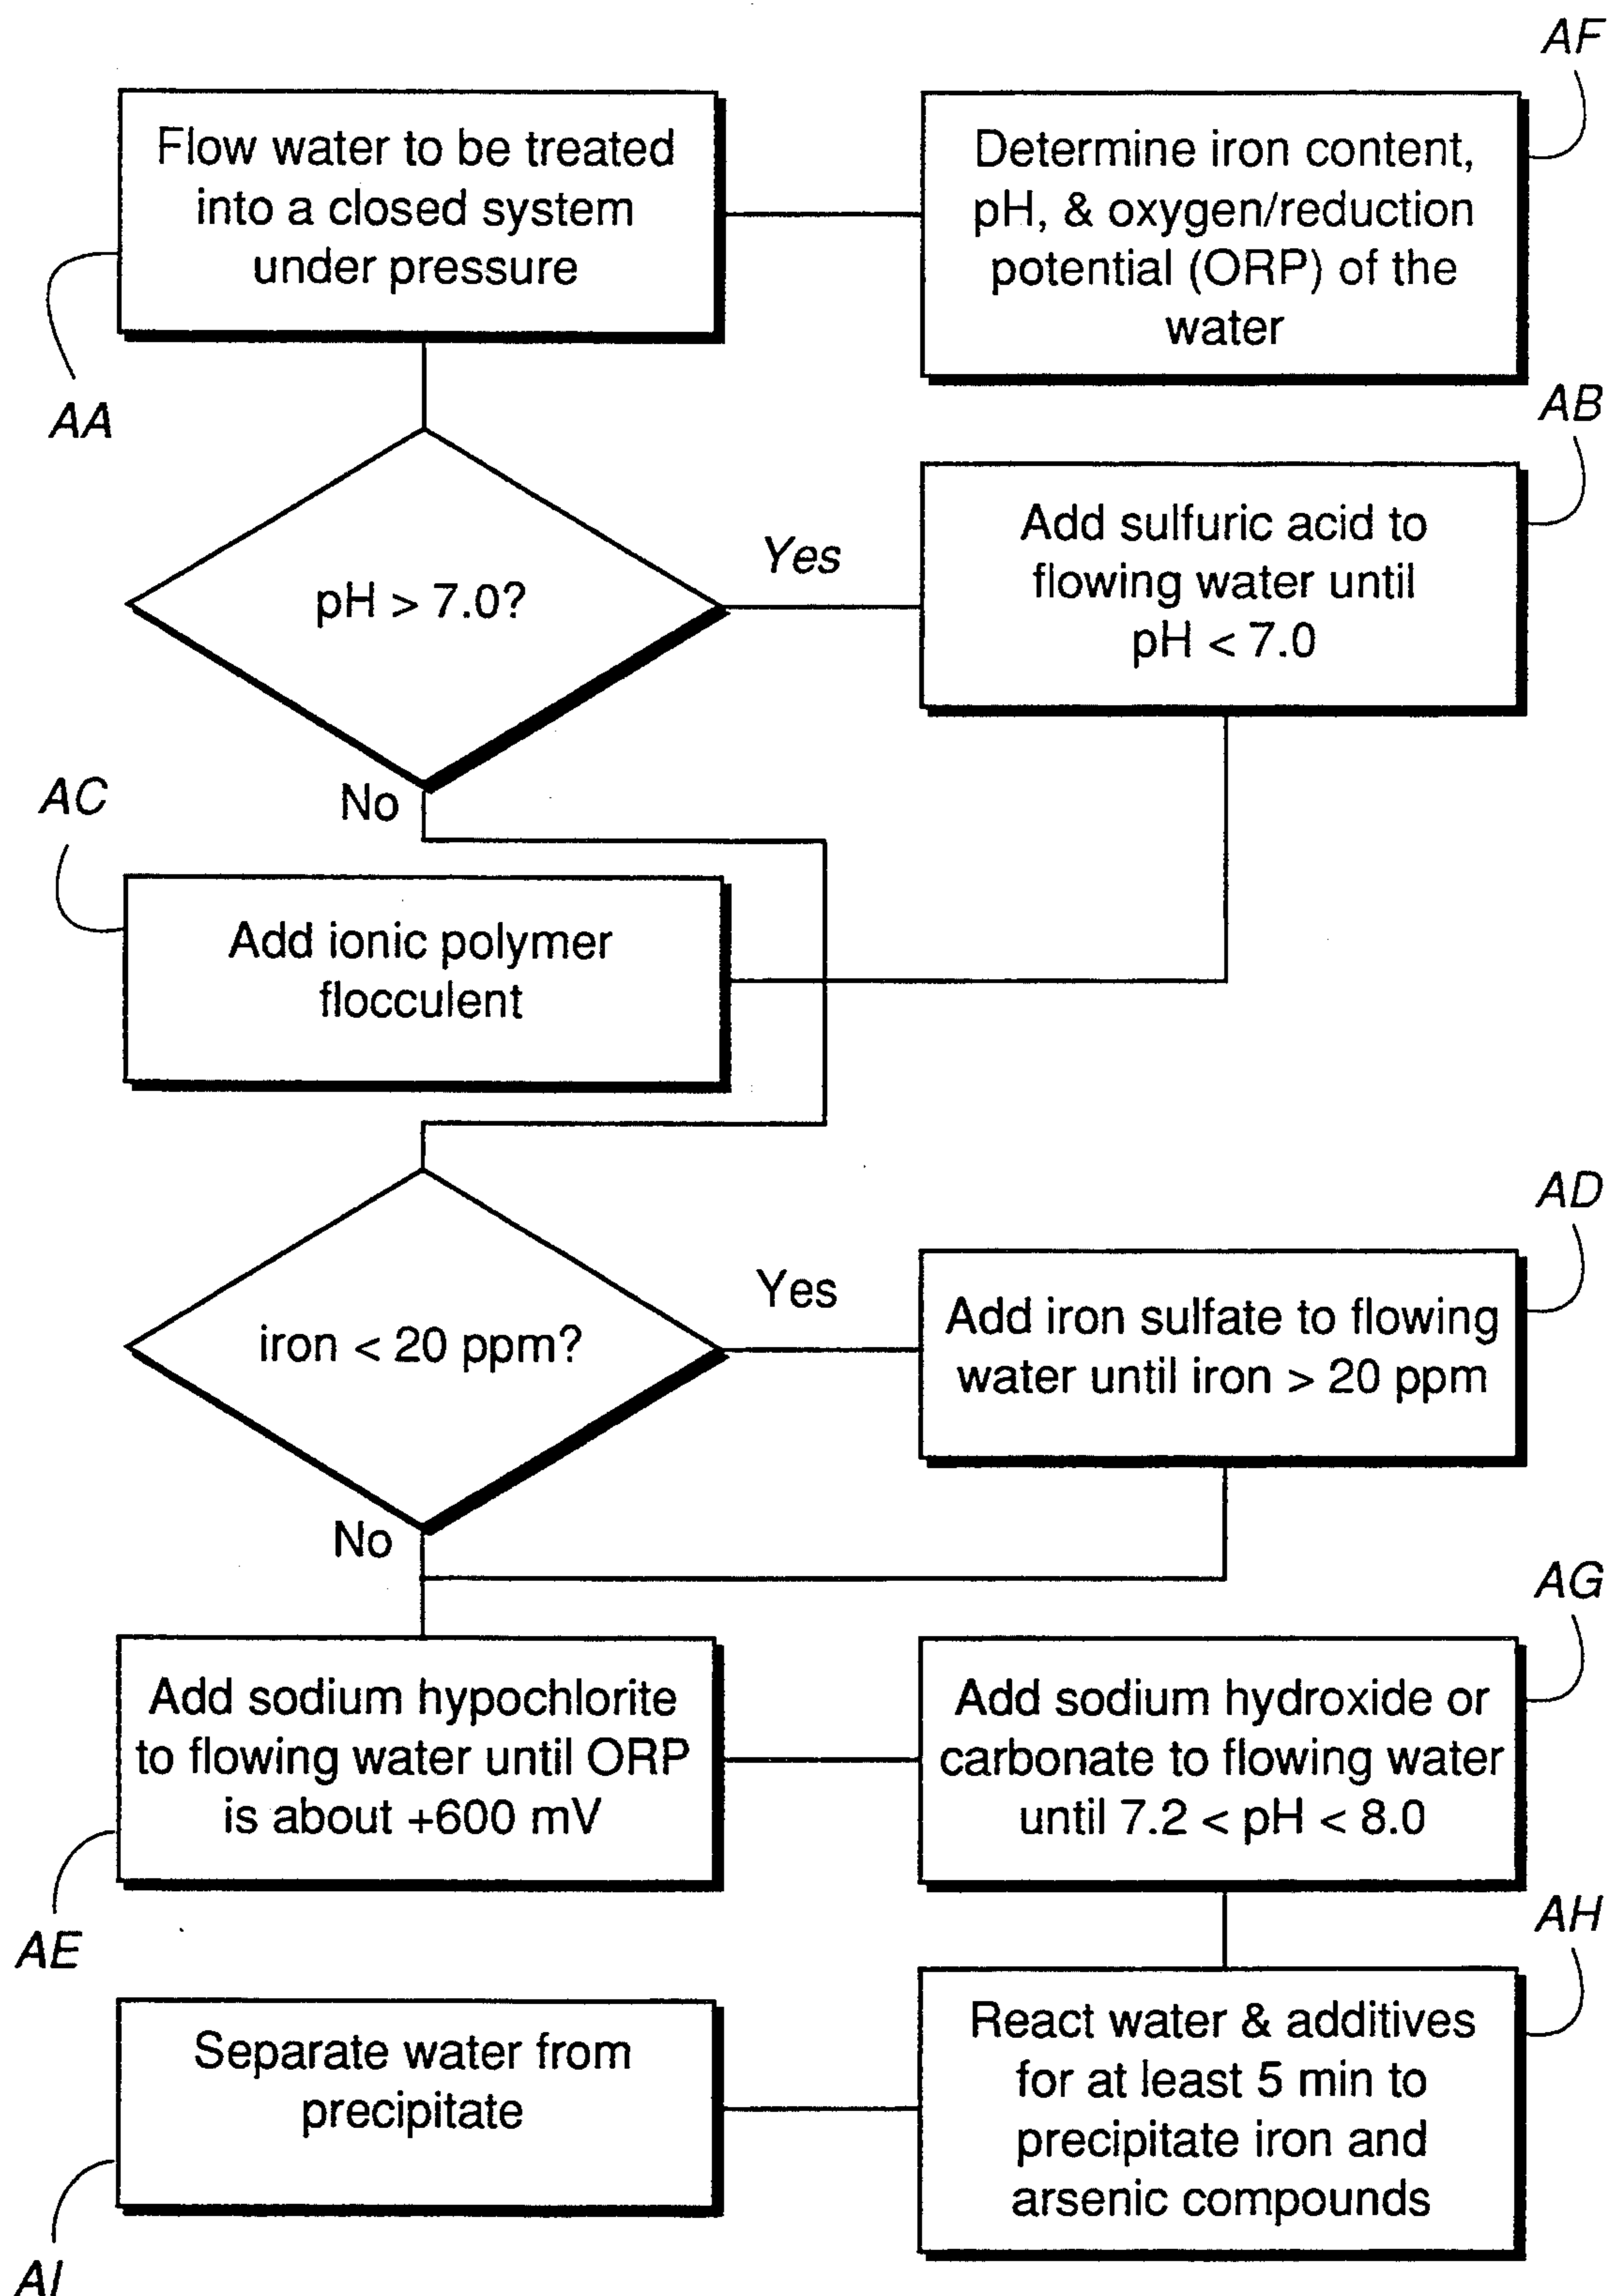 AF
Flow water to be treated
into a closed system
under pressure
Determine iron content,
pH, & oxygen/reduction
potential (ORP) of the
water
AA
AB
pH > 7.0?
Yes
Add sulfuric acid to
flowing water until
pH < 7.0
No
AC
Add ionic polymer
flocculent
AD
iron < 20 ppm?
Yes
Add iron sulfate to flowing
water until iron > 20 ppm
No
AG
Add sodium hypochlorite
to flowing water until ORP
is about +600 mV
Add sodium hydroxide or
carbonate to flowing water
until 7.2 < pH < 8.0
AE
AH
Separate water from
precipitate
React water & additives
for at least 5 min to
precipitate iron and
arsenic compounds
AI